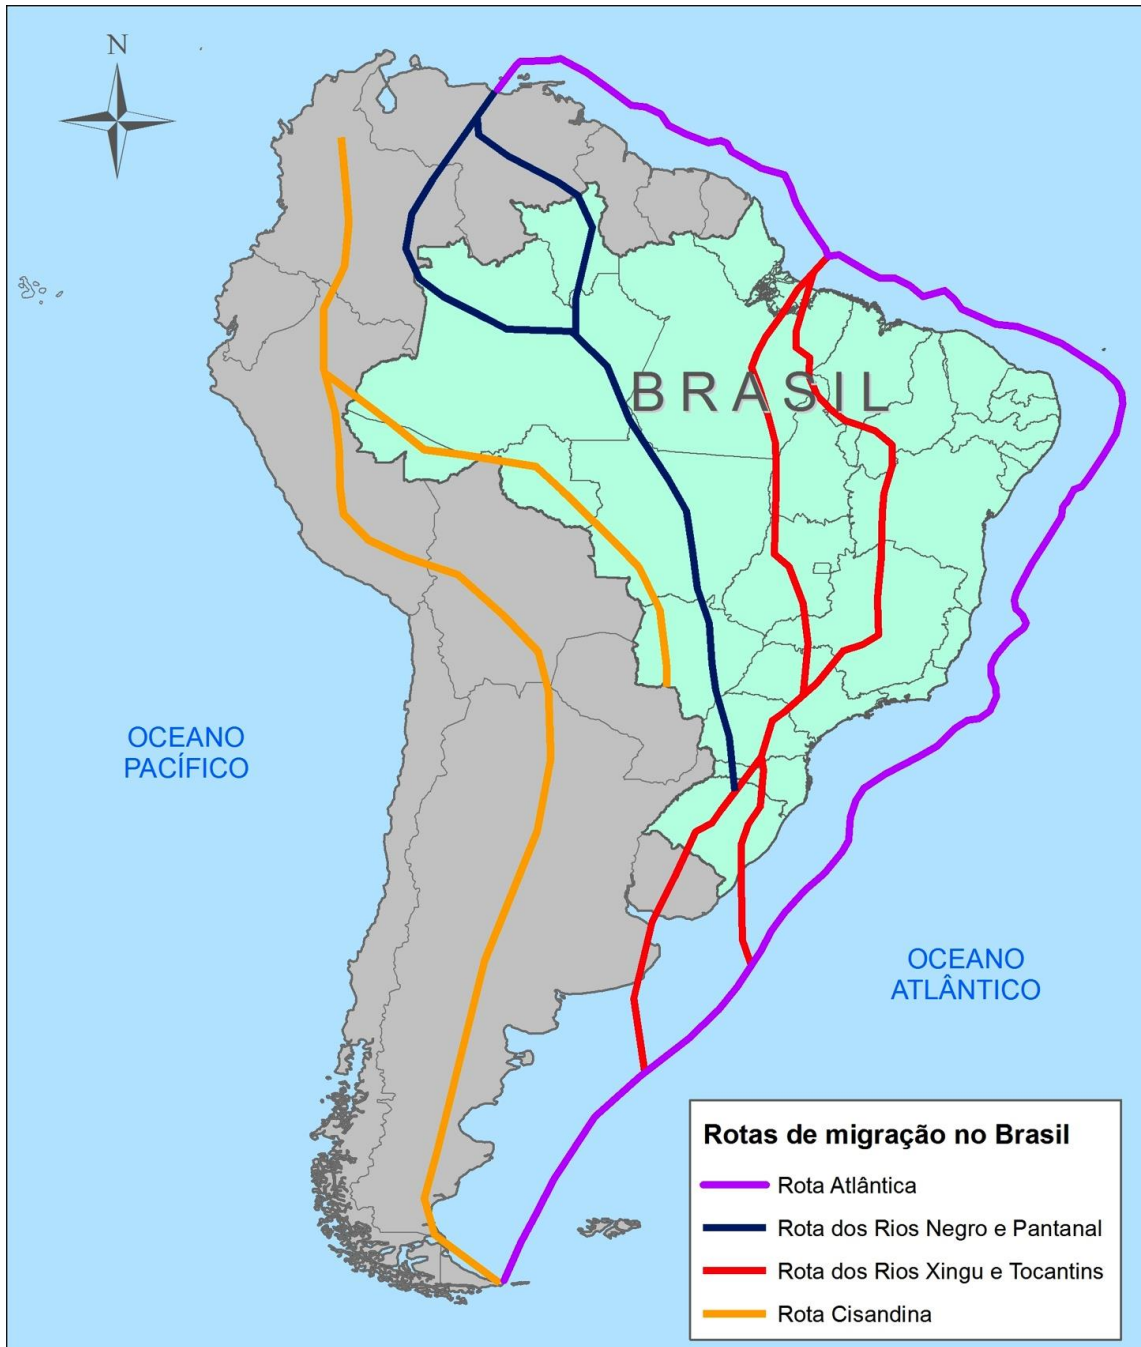 N
BRASIL
OCEANO
PACÍFICO
OCEANO
ATLÂNTICO
Rotas de migração no Brasil
Rota Atlântica
Rota dos Rios Negro e Pantanal
Rota dos Rios Xingu e Tocantins
Rota Cisandina